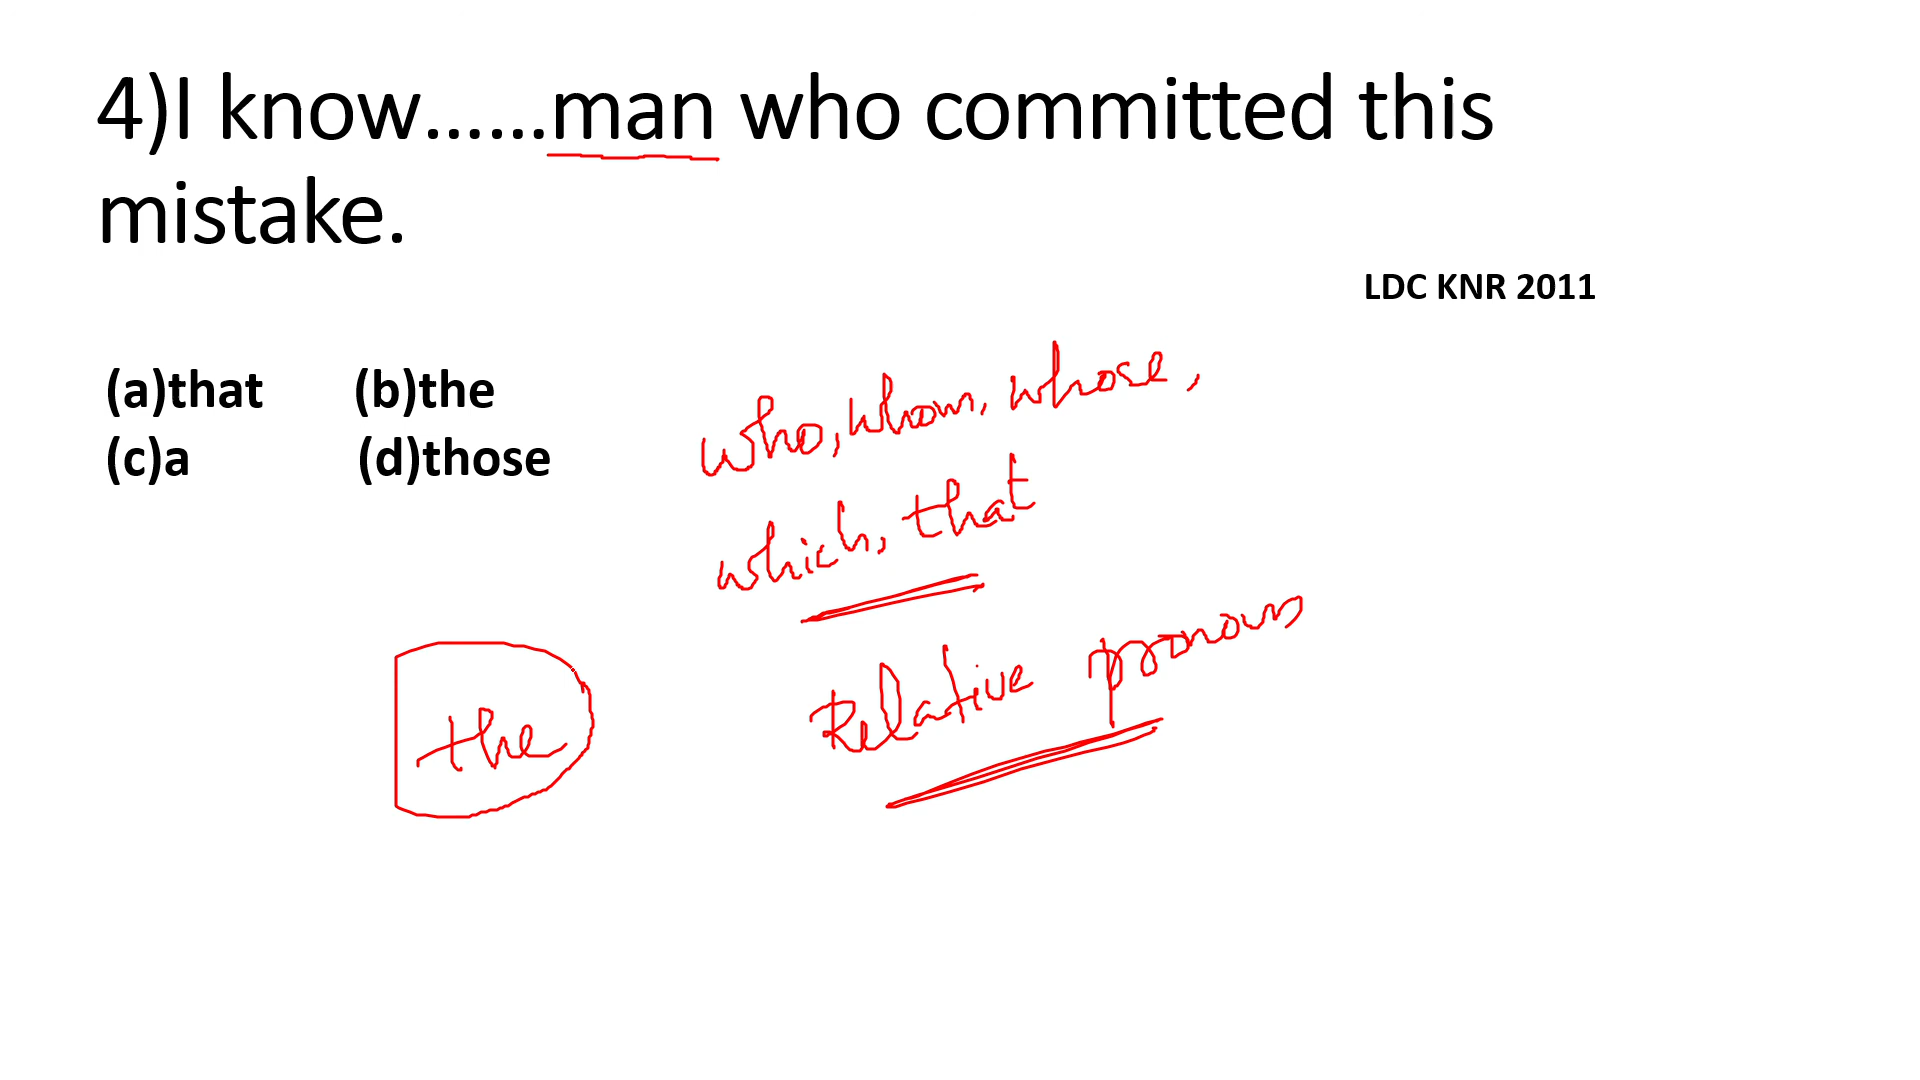 4)I know......man who committed this
mistake.
LDC KNR 2011
(a)that (b)the
(c)a (d)those
who, whom, whose,
which, that
the
Relative pronouns